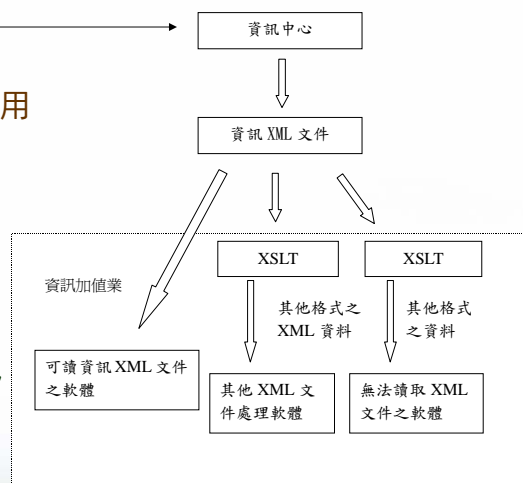 資訊中心
用
資訊 XML 文件
XSLT
XSLT
資訊加值業
其他格式之
XML 資料
其他格式
之資料
可讀資訊 XML 文件
之軟體
其他 XML 文
件處理軟體
無法讀取 XML
文件之軟體